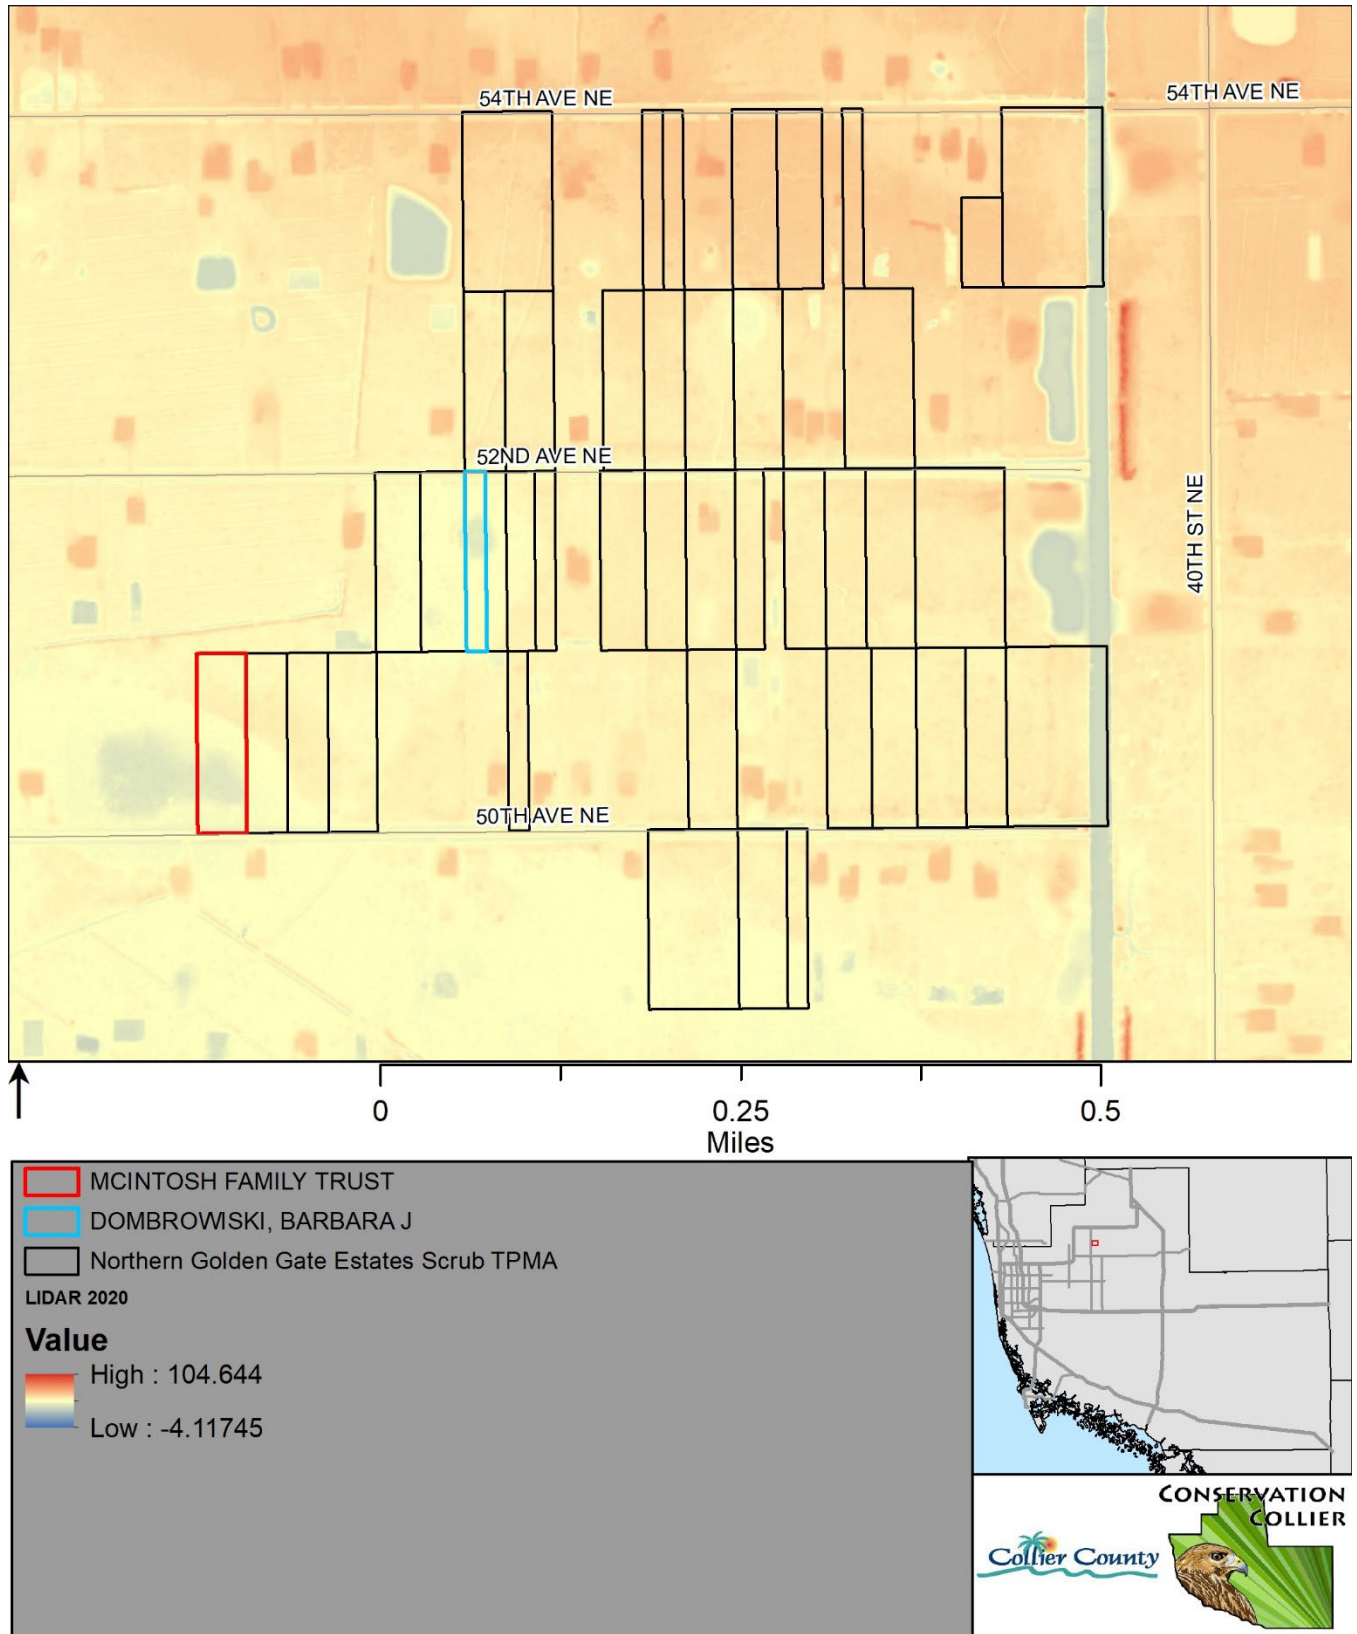 54TH AVE NE
54TH AVE NE
52ND AVE NE
40TH ST NE
50TH AVE NE
0
0.25
0.5
Miles
MCINTOSH FAMILY TRUST
DOMBROWISKI, BARBARA J
Northern Golden Gate Estates Scrub TPMA
LIDAR 2020
Value
High : 104.644
Low : -4.11745
CONSERVATION
COLLIER
Collier County